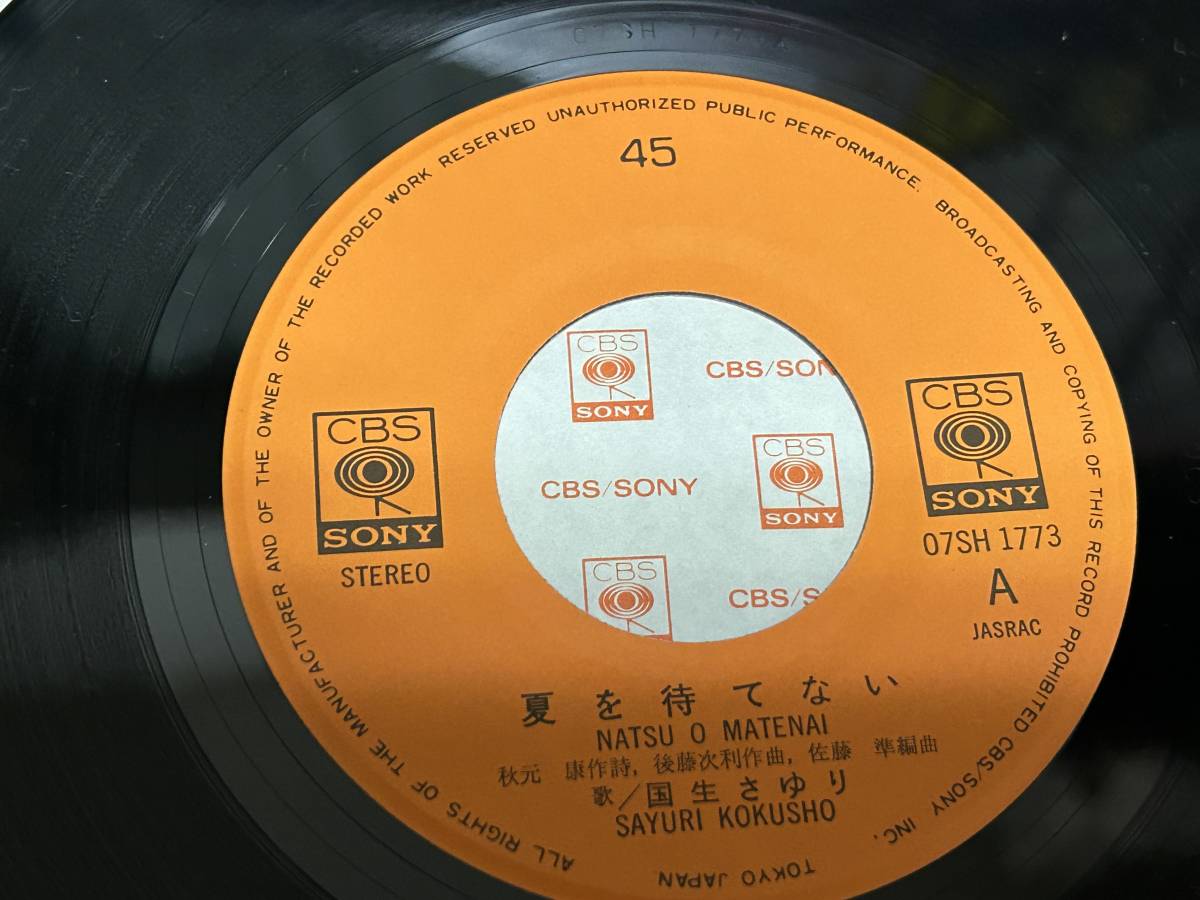 ALL RIGHTS OF THE MANUFACTURER AND OF THE OWNER OF THE RECORDED WORK RESERVED UNAUTHORIZED PUBLIC PERFORMANCE. BROADCASTING AND COPYING OF THIS RECORD PROHIBITED CBS/SONY INC.
TOKYO JAPAN
45
CBS
SONY
STEREO
CBS
SONY
CBS/SON
CBS/SONY
CBS
SONY
CBS
CBS/S
CBS
SONY
07SH 1773
A
JASRAC
夏を待てない
NATSU O MATENAI
秋元 康作詩, 後藤次利作曲, 佐藤 準編曲
歌/国生さゆり
SAYURI KOKUSHO